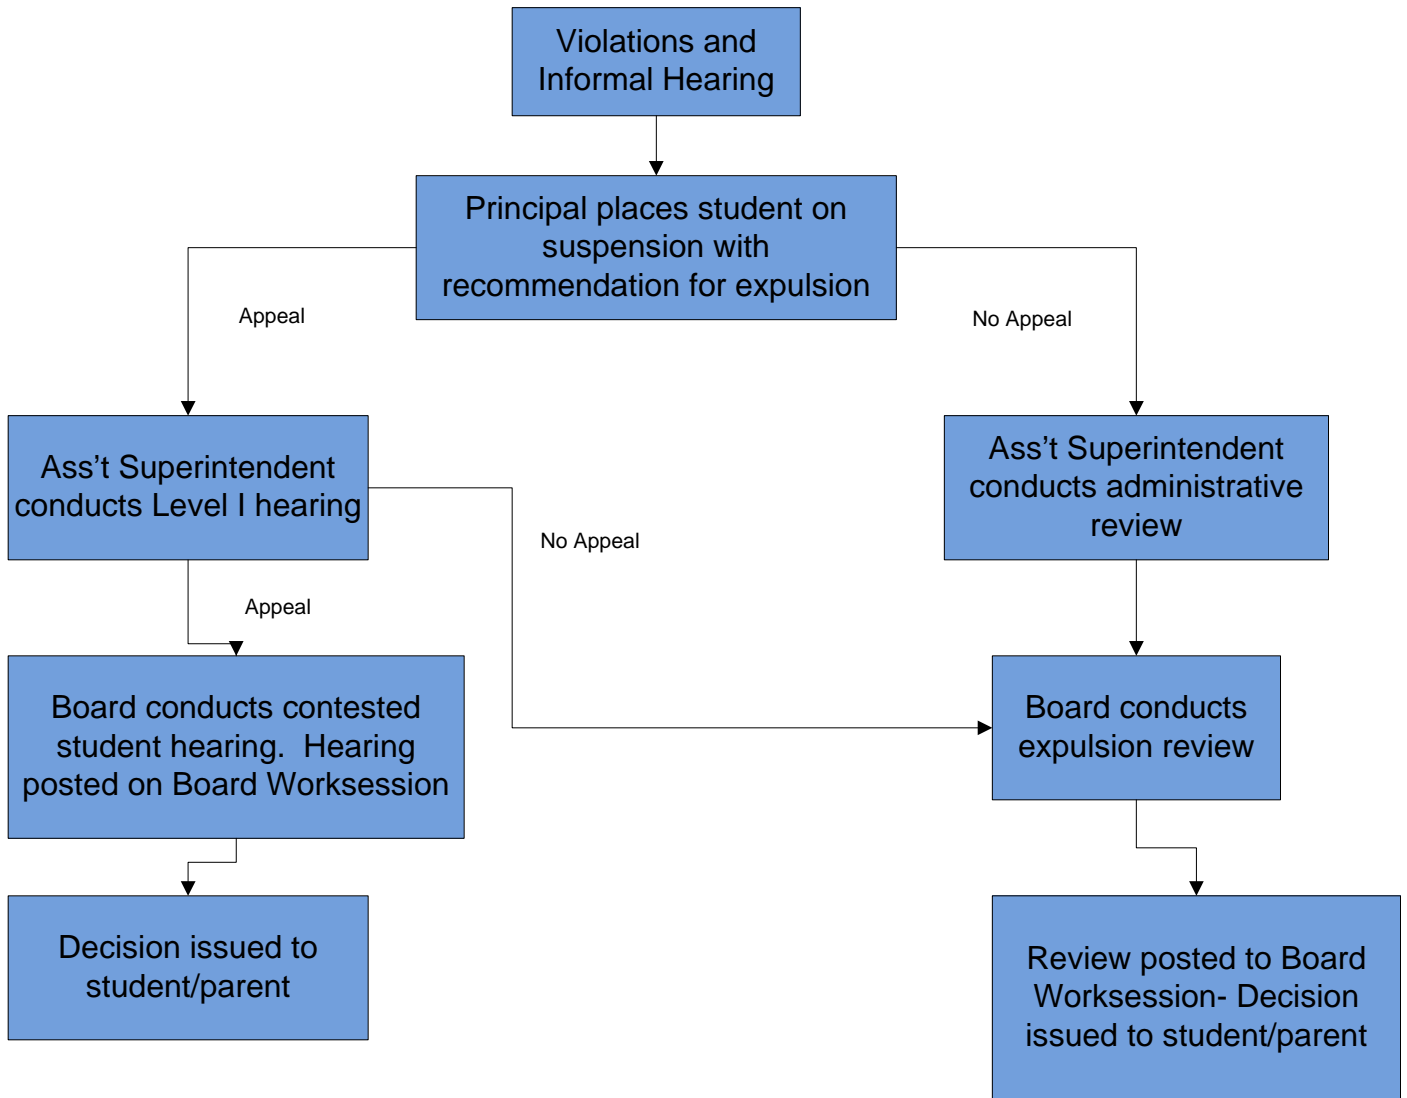 Violations and
Informal Hearing
Principal places student on
suspension with
recommendation for expulsion
Appeal
No Appeal
Ass't Superintendent
conducts Level I hearing
Ass't Superintendent
conducts administrative
review
No Appeal
Appeal
Board conducts contested
student hearing.  Hearing
posted on Board Worksession
Board conducts
expulsion review
Decision issued to
student/parent
Review posted to Board
Worksession- Decision
issued to student/parent